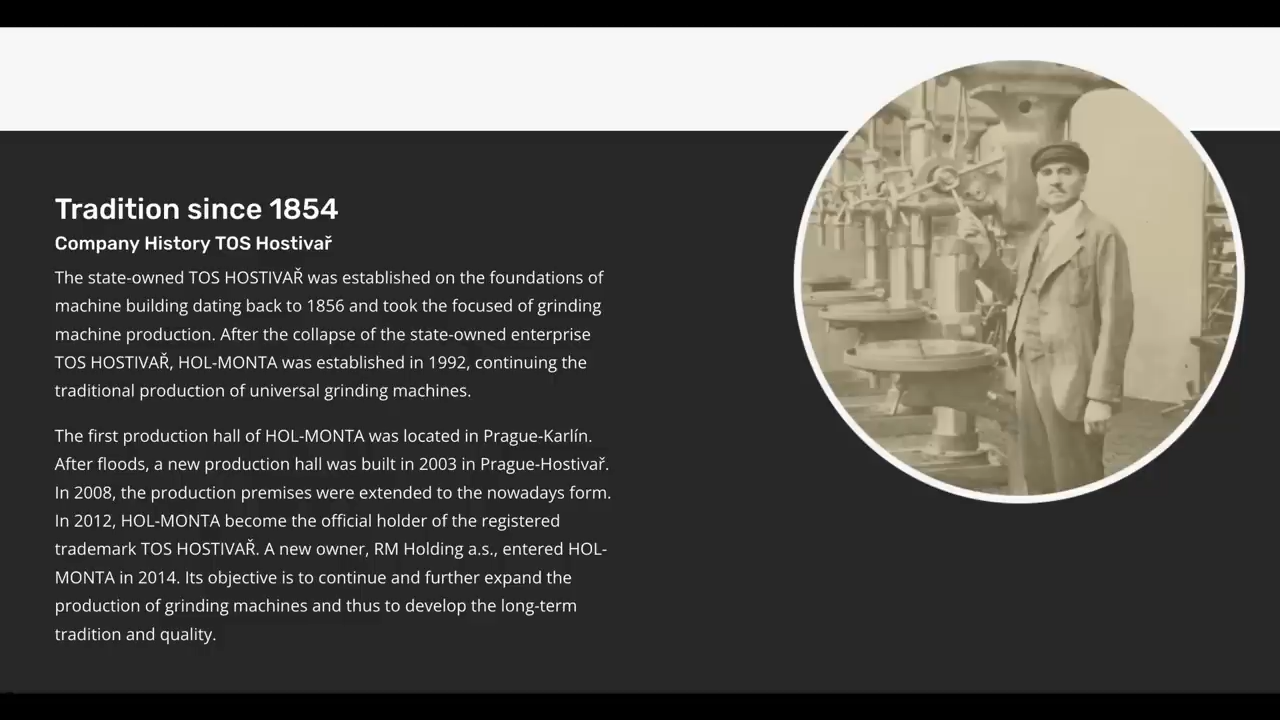 Tradition since 1854
Company History TOS Hostivař
The state-owned TOS HOSTIVAŘ was established on the foundations of
machine building dating back to 1856 and took the focused of grinding
machine production. After the collapse of the state-owned enterprise
TOS HOSTIVAŘ, HOL-MONTA was established in 1992, continuing the
traditional production of universal grinding machines.
The first production hall of HOL-MONTA was located in Prague-Karlín.
After floods, a new production hall was built in 2003 in Prague-Hostivař.
In 2008, the production premises were extended to the nowadays form.
In 2012, HOL-MONTA become the official holder of the registered
trademark TOS HOSTIVAŘ. A new owner, RM Holding a.s., entered HOL-
MONTA in 2014. Its objective is to continue and further expand the
production of grinding machines and thus to develop the long-term
tradition and quality.